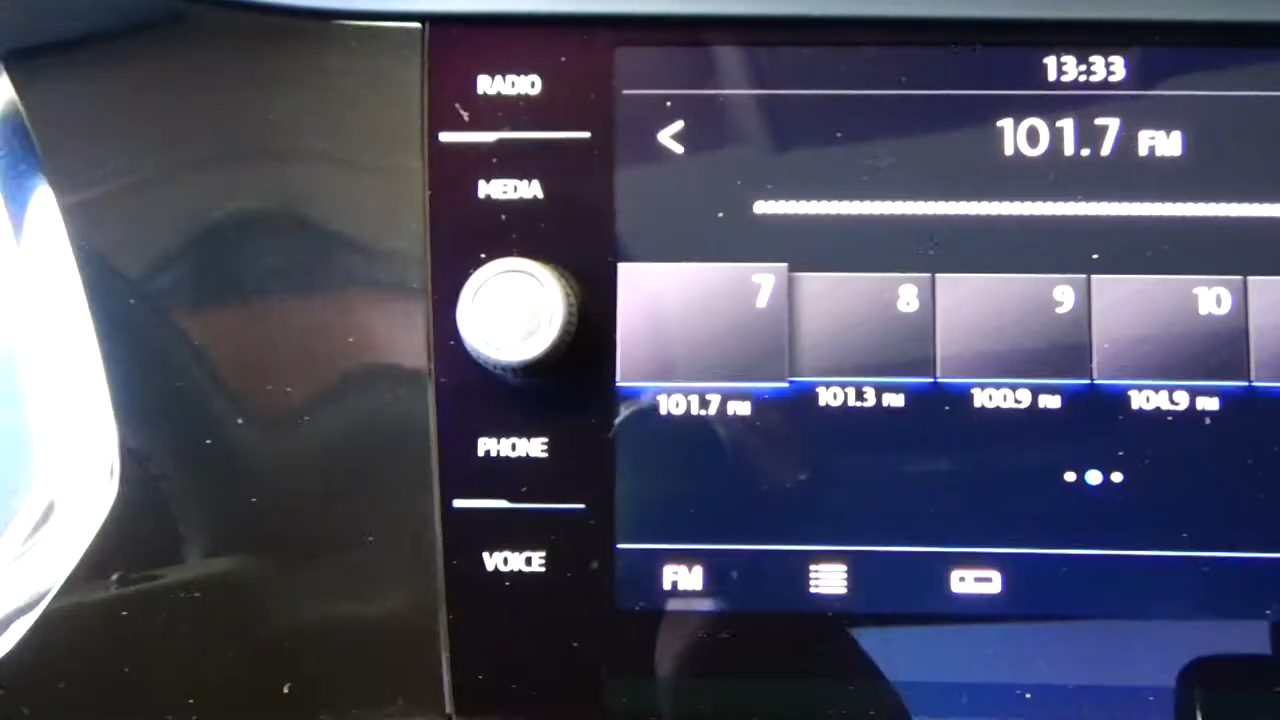 RADIO
MEDIA
PHONE
VOICE
13:33
<
101.7 FM
7 8 9 10
101.7 FM 101.3 FM 100.9 FM 104.9 FM
FM